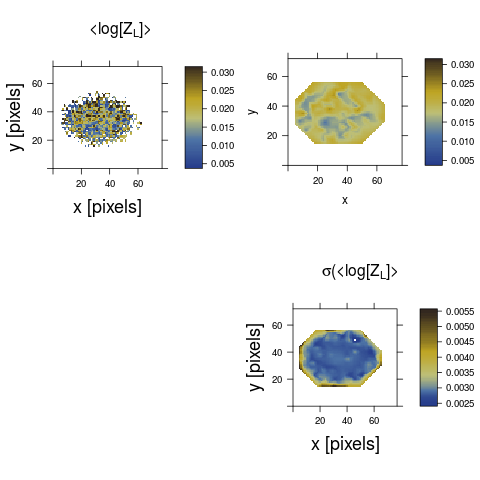 <log[Z_L]>
y [pixels]
60
40
20
20 40 60
x [pixels]
0.030
0.025
0.020
0.015
0.010
0.005
y
60
40
20
20 40 60
x
0.030
0.025
0.020
0.015
0.010
0.005
σ(<log[Z_L]>
y [pixels]
60
40
20
20 40 60
x [pixels]
0.0055
0.0050
0.0045
0.0040
0.0035
0.0030
0.0025